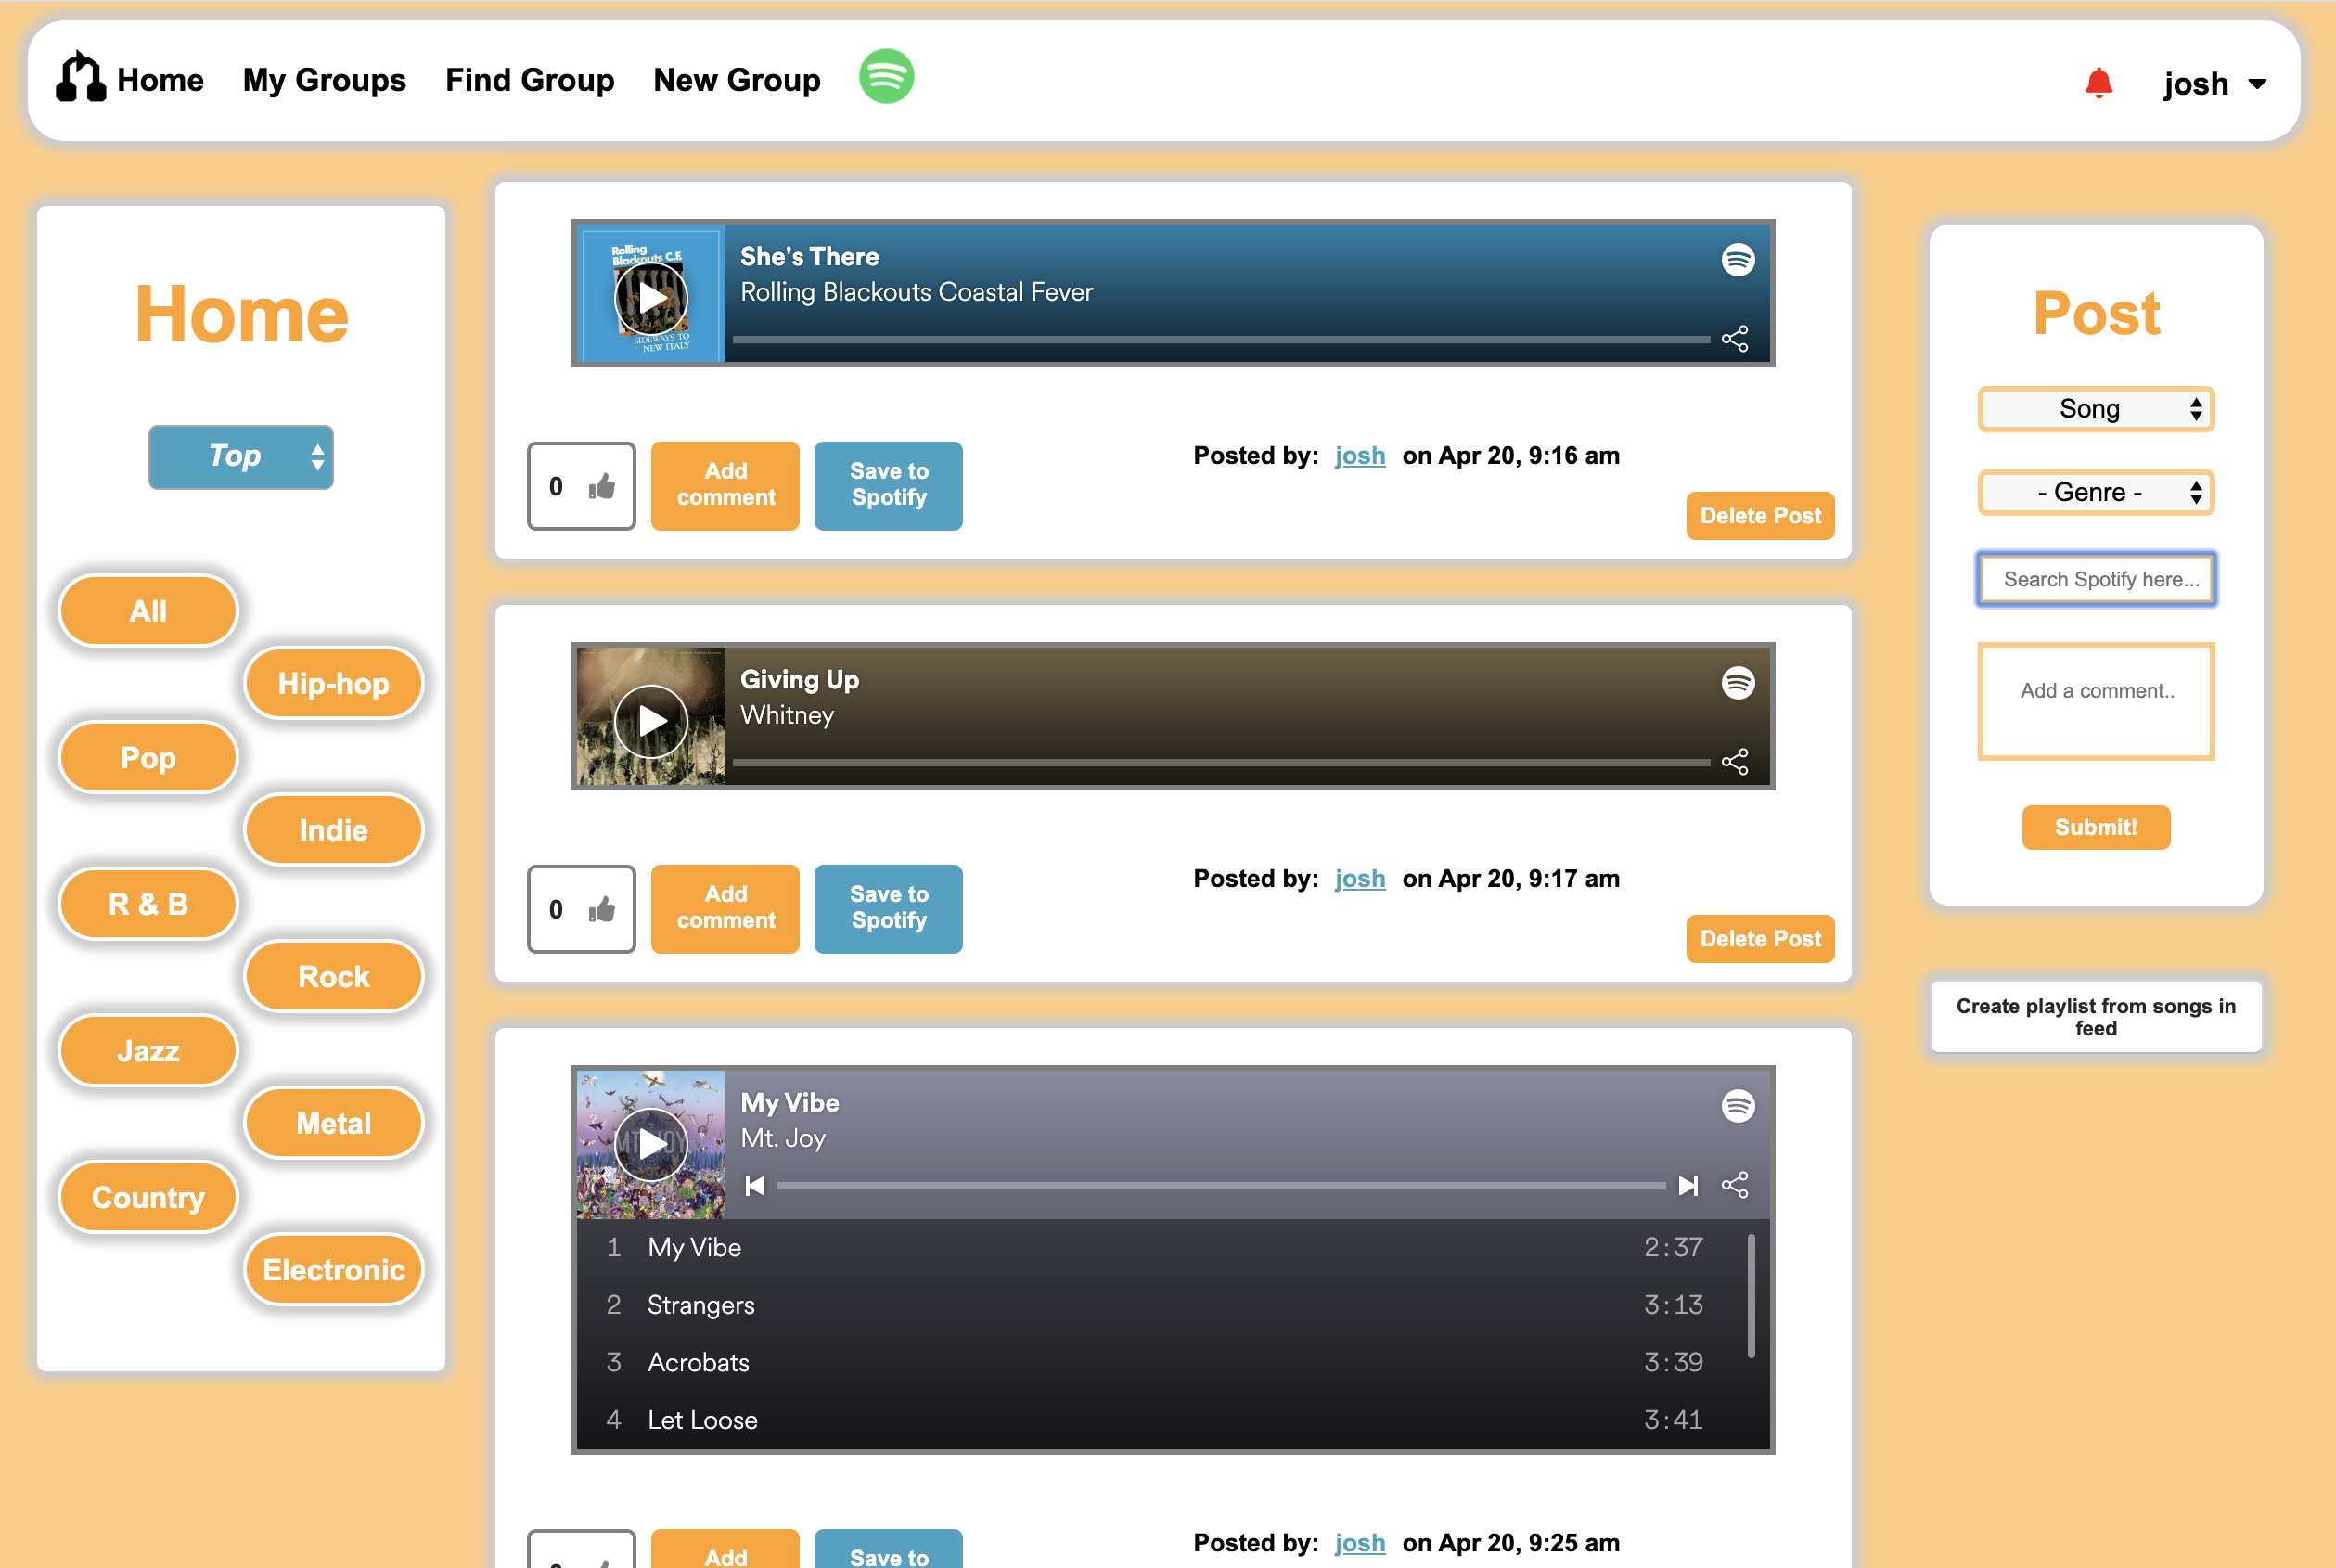 Home
My Groups
Find Group
New Group
josh
Home
Top
All
Hip-hop
Pop
Indie
R & B
Rock
Jazz
Metal
Country
Electronic
Rolling
Blackouts C.F.
SIDEWAYS TO
NEW ITALY
She's There
Rolling Blackouts Coastal Fever
0
Add
comment
Save to
Spotify
Posted by: josh on Apr 20, 9:16 am
Delete Post
Giving Up
Whitney
0
Add
comment
Save to
Spotify
Posted by: josh on Apr 20, 9:17 am
Delete Post
MT. JOY
My Vibe
Mt. Joy
1 My Vibe 2:37
2 Strangers 3:13
3 Acrobats 3:39
4 Let Loose 3:41
Add
Save to
Posted by: josh on Apr 20, 9:25 am
Post
Song
- Genre -
Search Spotify here...
Add a comment..
Submit!
Create playlist from songs in
feed